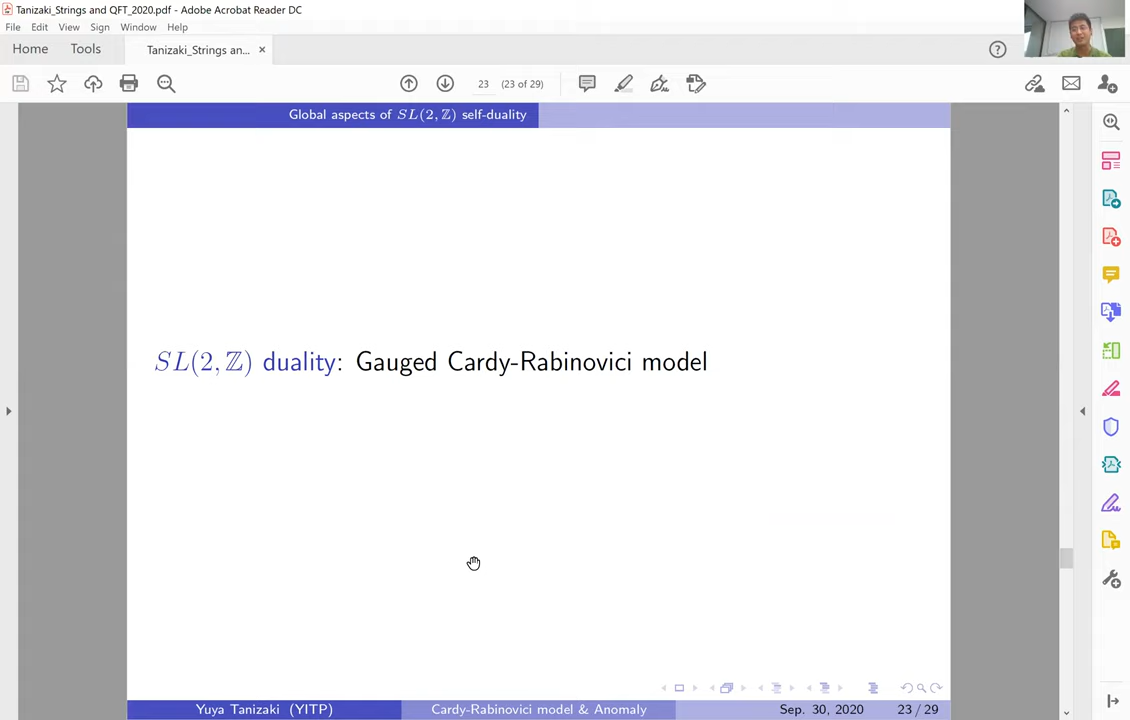 Tanizaki_Strings and QFT_2020.pdf - Adobe Acrobat Reader DC
File Edit View Sign Window Help
Home Tools Tanizaki_Strings an... ×
23 (23 of 29)
Global aspects of SL(2, ℤ) self-duality
SL(2, ℤ) duality: Gauged Cardy-Rabinovici model
Yuya Tanizaki (YITP) Cardy-Rabinovici model & Anomaly Sep. 30, 2020 23 / 29